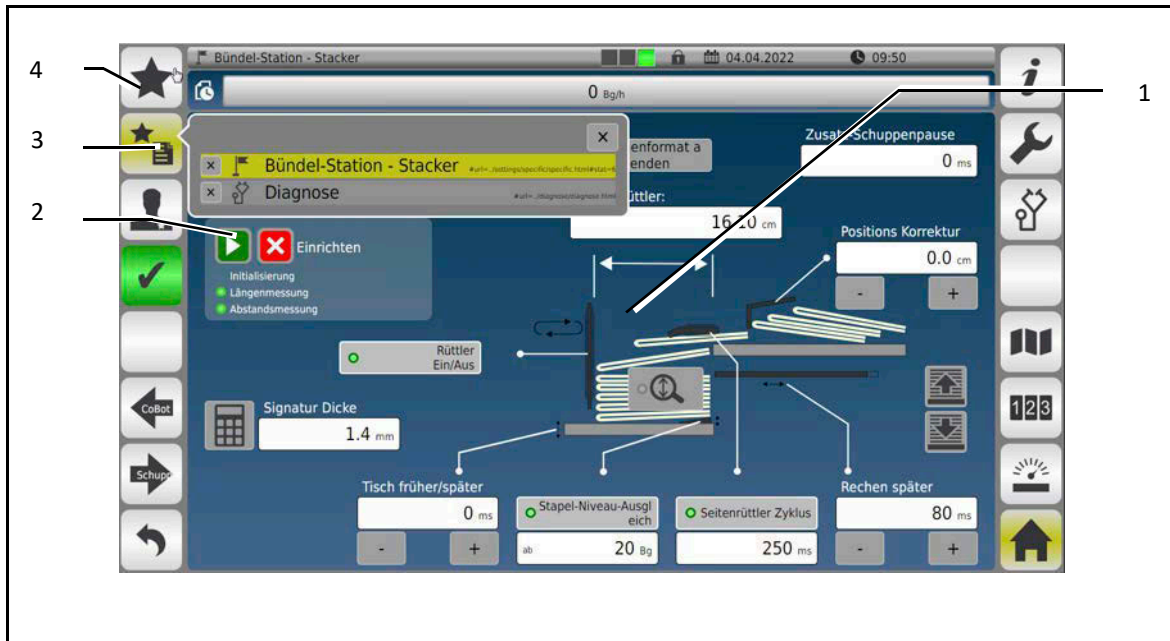 4
3
2
1
Bündel-Station - Stacker
04.04.2022
09:50
0 Bg/h
Bündel-Station - Stacker
Diagnose
enformat a
enden
Zusatz-Schuppenpause
0 ms
üttler:
16.10 cm
Positions Korrektur
0.0 cm
- +
Einrichten
Initialisierung
Längenmessung
Abstandsmessung
Rüttler
Ein/Aus
Signatur Dicke
1.4 mm
Tisch früher/später
0 ms
- +
Stapel-Niveau-Ausgl
eich
ab 20 Bg
Seitenrüttler Zyklus
250 ms
Rechen später
80 ms
- +
CoBot
Schupp
i
1 2 3